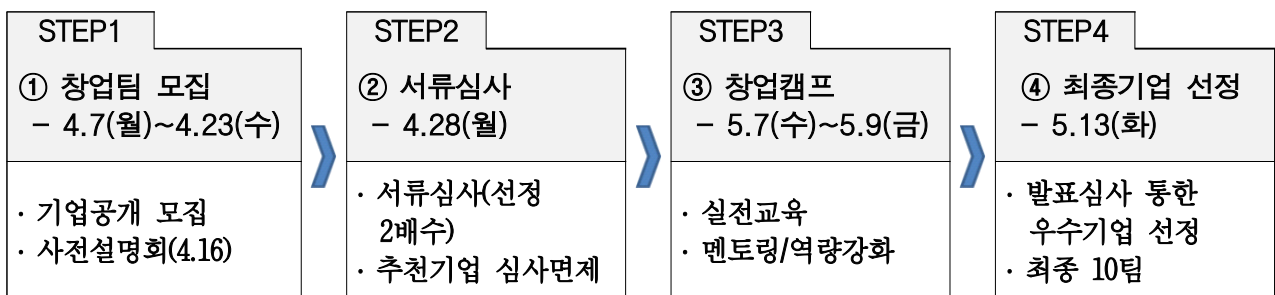 STEP1
① 창업팀 모집
– 4.7(월)~4.23(수)
· 기업공개 모집
· 사전설명회(4.16)
STEP2
② 서류심사
– 4.28(월)
· 서류심사(선정
2배수)
· 추천기업 심사면제
STEP3
③ 창업캠프
– 5.7(수)~5.9(금)
· 실전교육
· 멘토링/역량강화
STEP4
④ 최종기업 선정
– 5.13(화)
· 발표심사 통한
우수기업 선정
· 최종 10팀